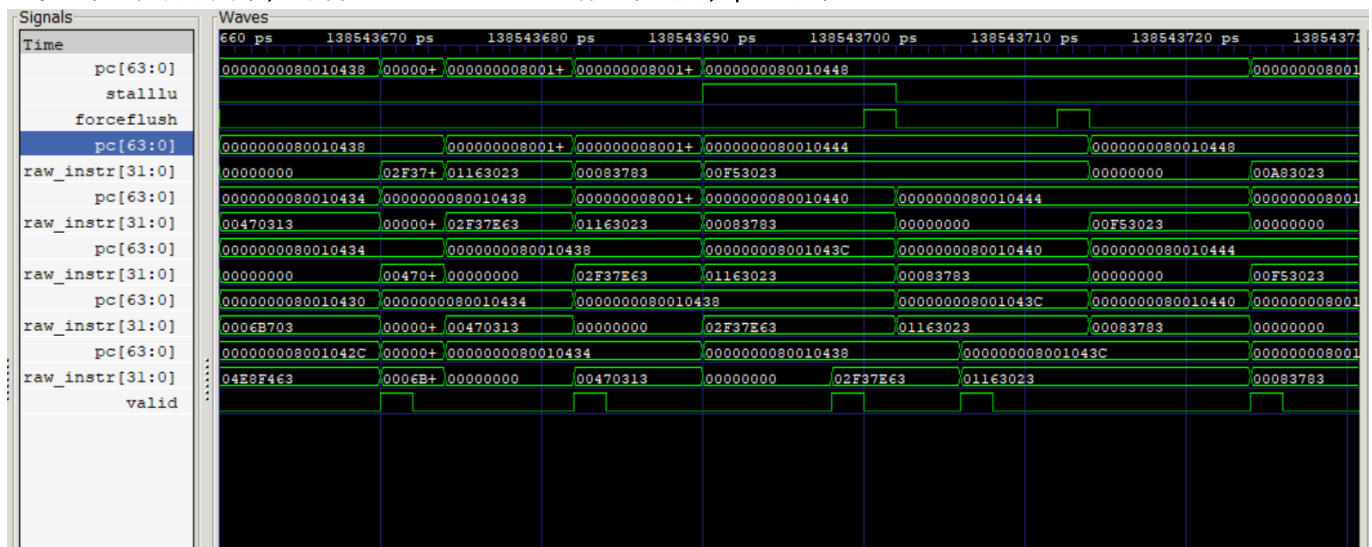 Signals Waves
Time 660 ps 138543670 ps 138543680 ps 138543690 ps 138543700 ps 138543710 ps 138543720 ps 13854373
pc[63:0] 0000000080010438 00000+ 000000008001+ 000000008001+ 0000000080010448 000000008001
stalllu
forceflush
pc[63:0] 0000000080010438 000000008001+ 000000008001+ 0000000080010444 0000000080010448
raw_instr[31:0] 00000000 02F37+ 01163023 00083783 00F53023 00000000 00A83023
pc[63:0] 0000000080010434 0000000080010438 000000008001+ 0000000080010440 0000000080010444 000000008001
raw_instr[31:0] 00470313 00000+ 02F37E63 01163023 00083783 00000000 00F53023 00000000
pc[63:0] 0000000080010434 0000000080010438 000000008001043C 0000000080010440 0000000080010444
raw_instr[31:0] 00000000 00470+ 00000000 02F37E63 01163023 00083783 00000000 00F53023
pc[63:0] 0000000080010430 0000000080010434 0000000080010438 000000008001043C 0000000080010440 000000008001
raw_instr[31:0] 0006B703 00000+ 00470313 00000000 02F37E63 01163023 00083783 00000000
pc[63:0] 000000008001042C 00000+ 0000000080010434 0000000080010438 000000008001043C 000000008001
raw_instr[31:0] 04E8F463 0006B+ 00000000 00470313 00000000 02F37E63 01163023 00083783
valid